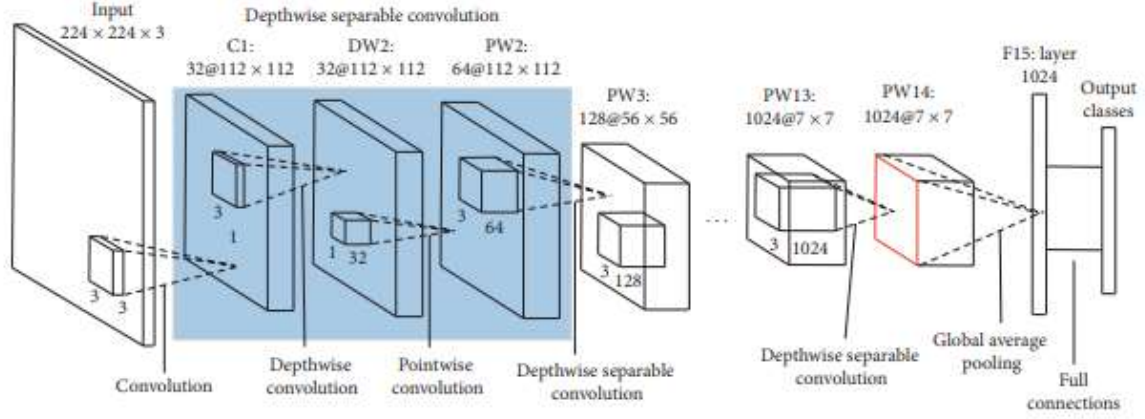 Input
224 × 224 × 3
Depthwise separable convolution
C1:
32@112 × 112
DW2:
32@112 × 112
PW2:
64@112 × 112
PW3:
128@56 × 56
PW13:
1024@7 × 7
PW14:
1024@7 × 7
F15: layer
1024
Output
classes
3
3
3
1
1
32
3
64
3
128
...
3
1024
Convolution
Depthwise
convolution
Pointwise
convolution
Depthwise separable
convolution
Depthwise separable
convolution
Global average
pooling
Full
connections